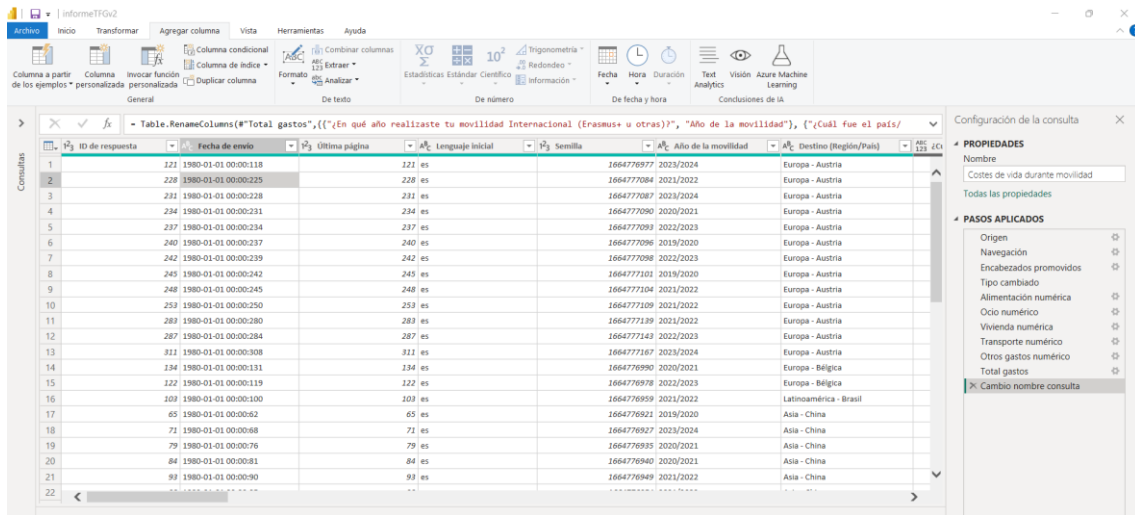 informeTFGv2
Archivo Inicio Transformar Agregar columna Vista Herramientas Ayuda
Columna a partir de los ejemplos
Columna personalizada
Invocar función personalizada
Columna condicional
Columna de índice
Duplicar columna
General
Formato
Combinar columnas
Extraer
Analizar
De texto
Estadísticas Estándar Científico
Trigonometría
Redondeo
Información
De número
Fecha Hora Duración
De fecha y hora
Text Analytics
Visión
Azure Machine Learning
Conclusiones de IA
= Table.RenameColumns(#"Total gastos",{{"¿En qué año realizaste tu movilidad Internacional (Erasmus+ u otras)?", "Año de la movilidad"}, {"¿Cuál fue el país/
Consultas
ID de respuesta Fecha de envío Última página Lenguaje inicial Semilla Año de la movilidad Destino (Región/País)
1 121 1980-01-01 00:00:118 121 es 1664776977 2023/2024 Europa - Austria
2 228 1980-01-01 00:00:225 228 es 1664777084 2021/2022 Europa - Austria
3 231 1980-01-01 00:00:228 231 es 1664777087 2023/2024 Europa - Austria
4 234 1980-01-01 00:00:231 234 es 1664777090 2020/2021 Europa - Austria
5 237 1980-01-01 00:00:234 237 es 1664777093 2022/2023 Europa - Austria
6 240 1980-01-01 00:00:237 240 es 1664777096 2019/2020 Europa - Austria
7 242 1980-01-01 00:00:239 242 es 1664777098 2022/2023 Europa - Austria
8 245 1980-01-01 00:00:242 245 es 1664777101 2019/2020 Europa - Austria
9 248 1980-01-01 00:00:245 248 es 1664777104 2021/2022 Europa - Austria
10 253 1980-01-01 00:00:250 253 es 1664777109 2021/2022 Europa - Austria
11 283 1980-01-01 00:00:280 283 es 1664777139 2021/2022 Europa - Austria
12 287 1980-01-01 00:00:284 287 es 1664777143 2022/2023 Europa - Austria
13 311 1980-01-01 00:00:308 311 es 1664777167 2023/2024 Europa - Austria
14 134 1980-01-01 00:00:131 134 es 1664776990 2020/2021 Europa - Bélgica
15 122 1980-01-01 00:00:119 122 es 1664776978 2022/2023 Europa - Bélgica
16 103 1980-01-01 00:00:100 103 es 1664776959 2021/2022 Latinoamérica - Brasil
17 65 1980-01-01 00:00:62 65 es 1664776921 2019/2020 Asia - China
18 71 1980-01-01 00:00:68 71 es 1664776927 2023/2024 Asia - China
19 79 1980-01-01 00:00:76 79 es 1664776935 2020/2021 Asia - China
20 84 1980-01-01 00:00:81 84 es 1664776940 2020/2021 Asia - China
21 93 1980-01-01 00:00:90 93 es 1664776949 2021/2022 Asia - China
22
Configuración de la consulta
PROPIEDADES
Nombre
Costes de vida durante movilidad
Todas las propiedades
PASOS APLICADOS
Origen
Navegación
Encabezados promovidos
Tipo cambiado
Alimentación numérica
Ocio numérico
Vivienda numérica
Transporte numérico
Otros gastos numérico
Total gastos
Cambio nombre consulta